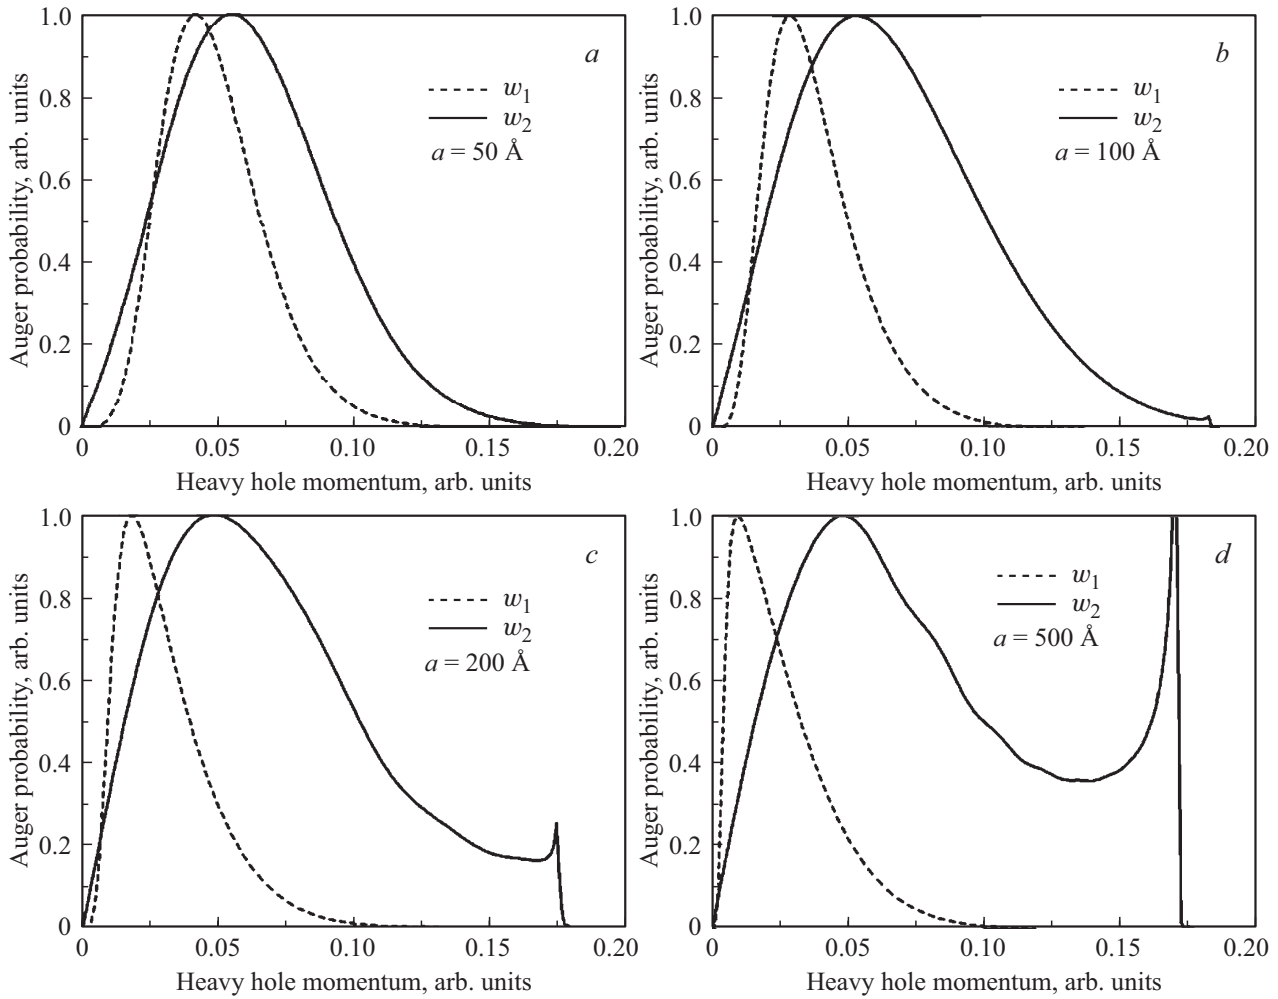 a
w1
w2
a = 50 Å
Auger probability, arb. units
1.0
0.8
0.6
0.4
0.2
0
0
0.05
0.10
0.15
0.20
Heavy hole momentum, arb. units
b
w1
w2
a = 100 Å
Auger probability, arb. units
1.0
0.8
0.6
0.4
0.2
0
0
0.05
0.10
0.15
0.20
Heavy hole momentum, arb. units
c
w1
w2
a = 200 Å
Auger probability, arb. units
1.0
0.8
0.6
0.4
0.2
0
0
0.05
0.10
0.15
0.20
Heavy hole momentum, arb. units
d
w1
w2
a = 500 Å
Auger probability, arb. units
1.0
0.8
0.6
0.4
0.2
0
0
0.05
0.10
0.15
0.20
Heavy hole momentum, arb. units